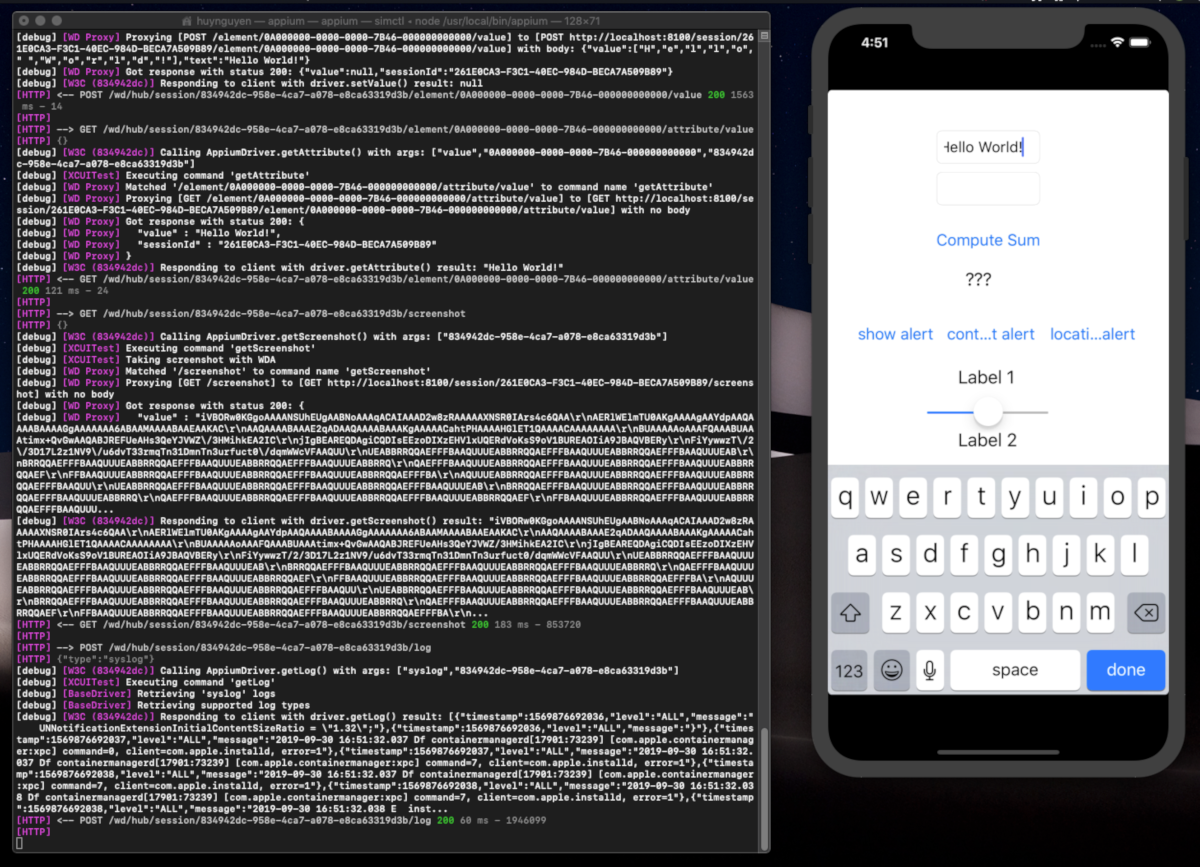 huynguyen — appium — appium — simctl • node /usr/local/bin/appium — 128×71
[debug] [WD Proxy] Proxying [POST /element/0A000000-0000-0000-7B46-000000000000/value] to [POST http://localhost:8100/session/26
1E0CA3-F3C1-40EC-984D-BECA7A509B89/element/0A000000-0000-0000-7B46-000000000000/value] with body: {"value":["H","e","l","l","o",
" ","W","o","r","l","d","!"],"text":"Hello World!"}
[debug] [WD Proxy] Got response with status 200: {"value":null,"sessionId":"261E0CA3-F3C1-40EC-984D-BECA7A509B89"}
[debug] [W3C (834942dc)] Responding to client with driver.setValue() result: null
[HTTP] <-- POST /wd/hub/session/834942dc-958e-4ca7-a078-e8ca63319d3b/element/0A000000-0000-0000-7B46-000000000000/value 200 1563
ms - 14
[HTTP]
[HTTP] --> GET /wd/hub/session/834942dc-958e-4ca7-a078-e8ca63319d3b/element/0A000000-0000-0000-7B46-000000000000/attribute/value
[HTTP] {}
[debug] [W3C (834942dc)] Calling AppiumDriver.getAttribute() with args: ["value","0A000000-0000-0000-7B46-000000000000","834942d
c-958e-4ca7-a078-e8ca63319d3b"]
[debug] [XCUITest] Executing command 'getAttribute'
[debug] [WD Proxy] Matched '/element/0A000000-0000-0000-7B46-000000000000/attribute/value' to command name 'getAttribute'
[debug] [WD Proxy] Proxying [GET /element/0A000000-0000-0000-7B46-000000000000/attribute/value] to [GET http://localhost:8100/se
ssion/261E0CA3-F3C1-40EC-984D-BECA7A509B89/element/0A000000-0000-0000-7B46-000000000000/attribute/value] with no body
[debug] [WD Proxy] Got response with status 200: {
[debug] [WD Proxy]   "value" : "Hello World!",
[debug] [WD Proxy]   "sessionId" : "261E0CA3-F3C1-40EC-984D-BECA7A509B89"
[debug] [WD Proxy] }
[debug] [W3C (834942dc)] Responding to client with driver.getAttribute() result: "Hello World!"
[HTTP] <-- GET /wd/hub/session/834942dc-958e-4ca7-a078-e8ca63319d3b/element/0A000000-0000-0000-7B46-000000000000/attribute/value
200 121 ms - 24
[HTTP]
[HTTP] --> GET /wd/hub/session/834942dc-958e-4ca7-a078-e8ca63319d3b/screenshot
[HTTP] {}
[debug] [W3C (834942dc)] Calling AppiumDriver.getScreenshot() with args: ["834942dc-958e-4ca7-a078-e8ca63319d3b"]
[debug] [XCUITest] Executing command 'getScreenshot'
[debug] [XCUITest] Taking screenshot with WDA
[debug] [WD Proxy] Matched '/screenshot' to command name 'getScreenshot'
[debug] [WD Proxy] Proxying [GET /screenshot] to [GET http://localhost:8100/session/261E0CA3-F3C1-40EC-984D-BECA7A509B89/screens
hot] with no body
[debug] [WD Proxy] Got response with status 200: {
[debug] [WD Proxy]   "value" :
[debug] [W3C (834942dc)] Responding to client with driver.getScreenshot() result:
[HTTP] <-- GET /wd/hub/session/834942dc-958e-4ca7-a078-e8ca63319d3b/screenshot 200 183 ms - 853720
[HTTP]
[HTTP] --> POST /wd/hub/session/834942dc-958e-4ca7-a078-e8ca63319d3b/log
[HTTP] {"type":"syslog"}
[debug] [W3C (834942dc)] Calling AppiumDriver.getLog() with args: ["syslog","834942dc-958e-4ca7-a078-e8ca63319d3b"]
[debug] [XCUITest] Executing command 'getLog'
[debug] [BaseDriver] Retrieving 'syslog' logs
[debug] [BaseDriver] Retrieving supported log types
[debug] [W3C (834942dc)] Responding to client with driver.getLog() result: [{"timestamp":1569876692036,"level":"ALL","message":"
UNNotificationExtensionInitialContentSizeRatio = \"1.32\";"},{"timestamp":1569876692036,"level":"ALL","message":"}"},{"timest
amp":1569876692037,"level":"ALL","message":"2019-09-30 16:51:32.037 Df containermanagerd[17901:73239] [com.apple.containermanag
er:xpc] command=0, client=com.apple.installd, error=1"},{"timestamp":1569876692037,"level":"ALL","message":"2019-09-30 16:51:32.
037 Df containermanagerd[17901:73239] [com.apple.containermanager:xpc] command=7, client=com.apple.installd, error=1"},{"timesta
mp":1569876692038,"level":"ALL","message":"2019-09-30 16:51:32.037 Df containermanagerd[17901:73239] [com.apple.containermanager
:xpc] command=7, client=com.apple.installd, error=1"},{"timestamp":1569876692038,"level":"ALL","message":"2019-09-30 16:51:32.03
8 Df containermanagerd[17901:73239] [com.apple.containermanager:xpc] command=7, client=com.apple.installd, error=1"},{"timestamp
":1569876692038,"level":"ALL","message":"2019-09-30 16:51:32.038 E  inst...
[HTTP] <-- POST /wd/hub/session/834942dc-958e-4ca7-a078-e8ca63319d3b/log 200 60 ms - 1946099
[HTTP]
4:51
Hello World!
Compute Sum
???
show alert cont...t alert locati...alert
Label 1
Label 2
q w e r t y u i o p
a s d f g h j k l
z x c v b n m
123 space done